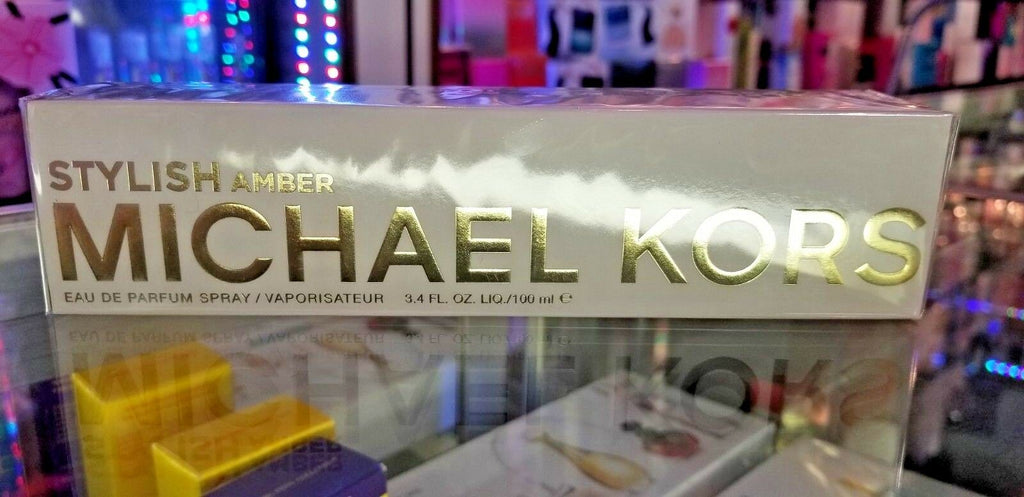 STYLISH AMBER
MICHAEL KORS
EAU DE PARFUM SPRAY / VAPORISATEUR 3.4 FL. OZ. LIQ./100 ml ℮